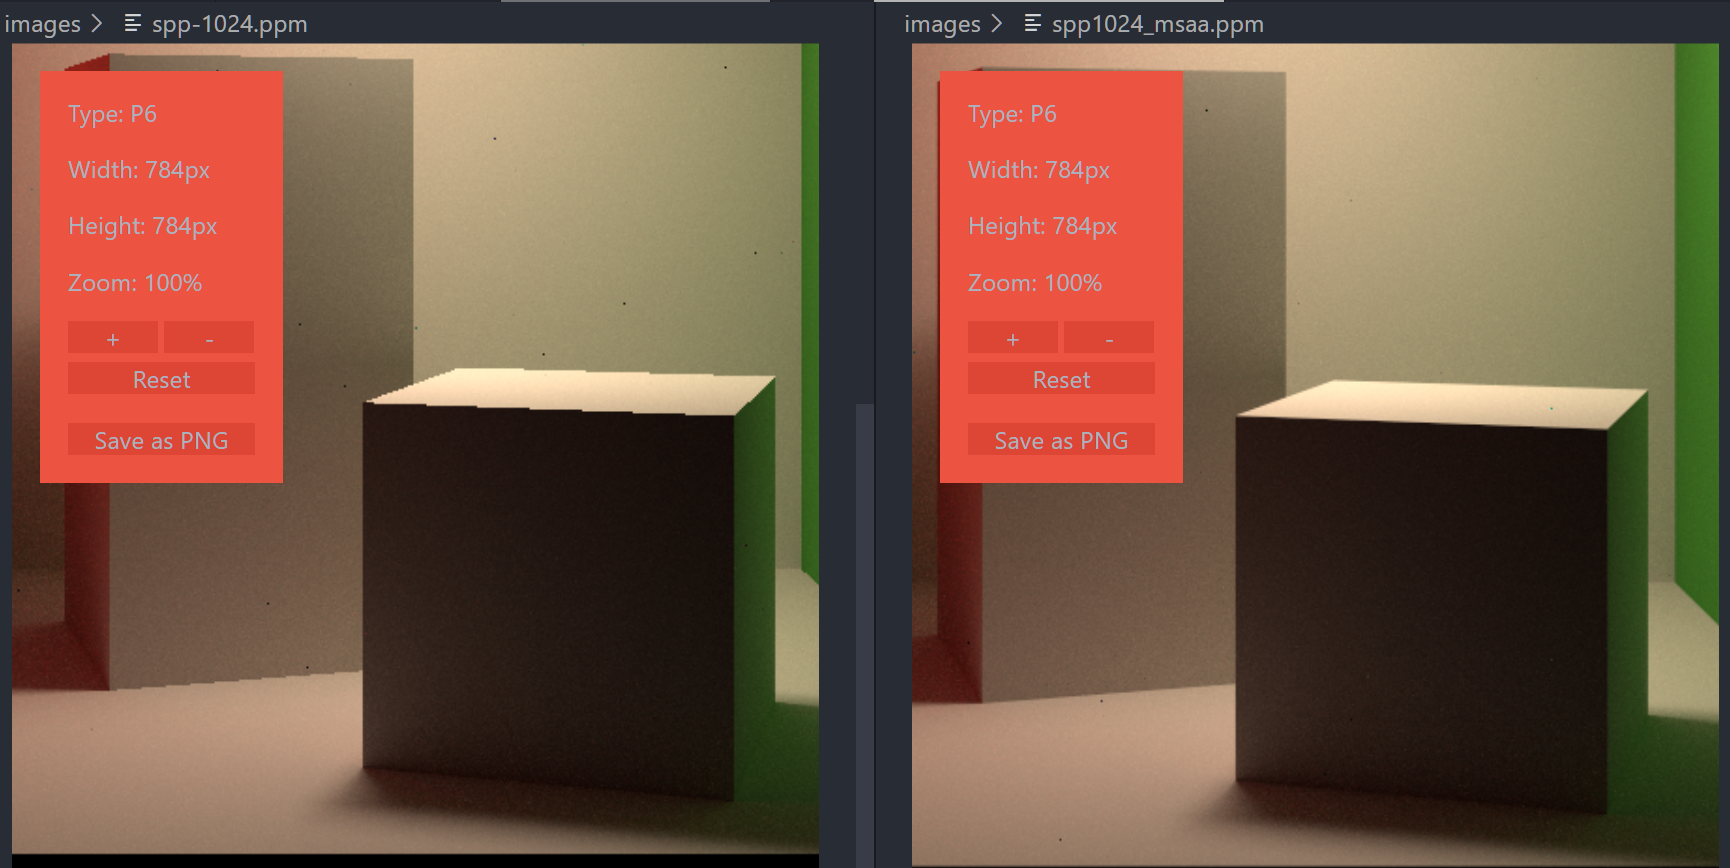 images > spp-1024.ppm
Type: P6
Width: 784px
Height: 784px
Zoom: 100%
+ -
Reset
Save as PNG
images > spp1024_msaa.ppm
Type: P6
Width: 784px
Height: 784px
Zoom: 100%
+ -
Reset
Save as PNG